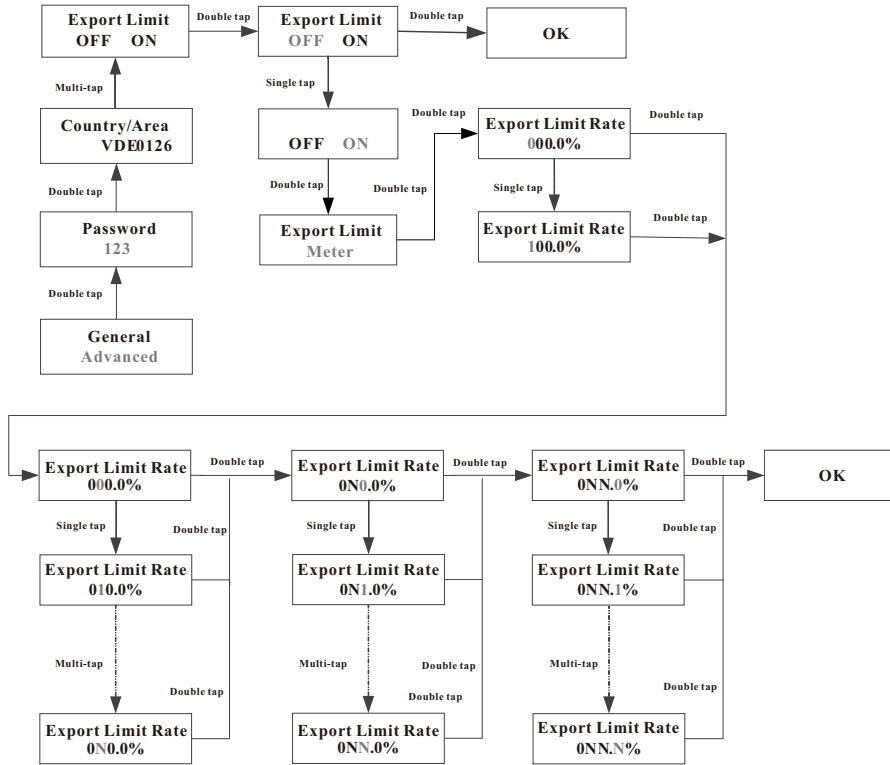 Export Limit
OFF ON
Double tap
Export Limit
OFF ON
Double tap
OK
Multi-tap
Single tap
Country/Area
VDE0126
OFF ON
Double tap
Export Limit Rate
000.0%
Double tap
Double tap
Double tap
Double tap
Single tap
Password
123
Export Limit
Meter
Export Limit Rate
100.0%
Double tap
Double tap
General
Advanced
Export Limit Rate
000.0%
Double tap
Export Limit Rate
0N0.0%
Double tap
Export Limit Rate
0NN.0%
Double tap
OK
Single tap
Double tap
Single tap
Single tap
Double tap
Export Limit Rate
010.0%
Export Limit Rate
0N1.0%
Export Limit Rate
0NN.1%
Multi-tap
Double tap
Multi-tap
Double tap
Double tap
Multi-tap
Double tap
Export Limit Rate
0N0.0%
Export Limit Rate
0NN.0%
Export Limit Rate
0NN.N%